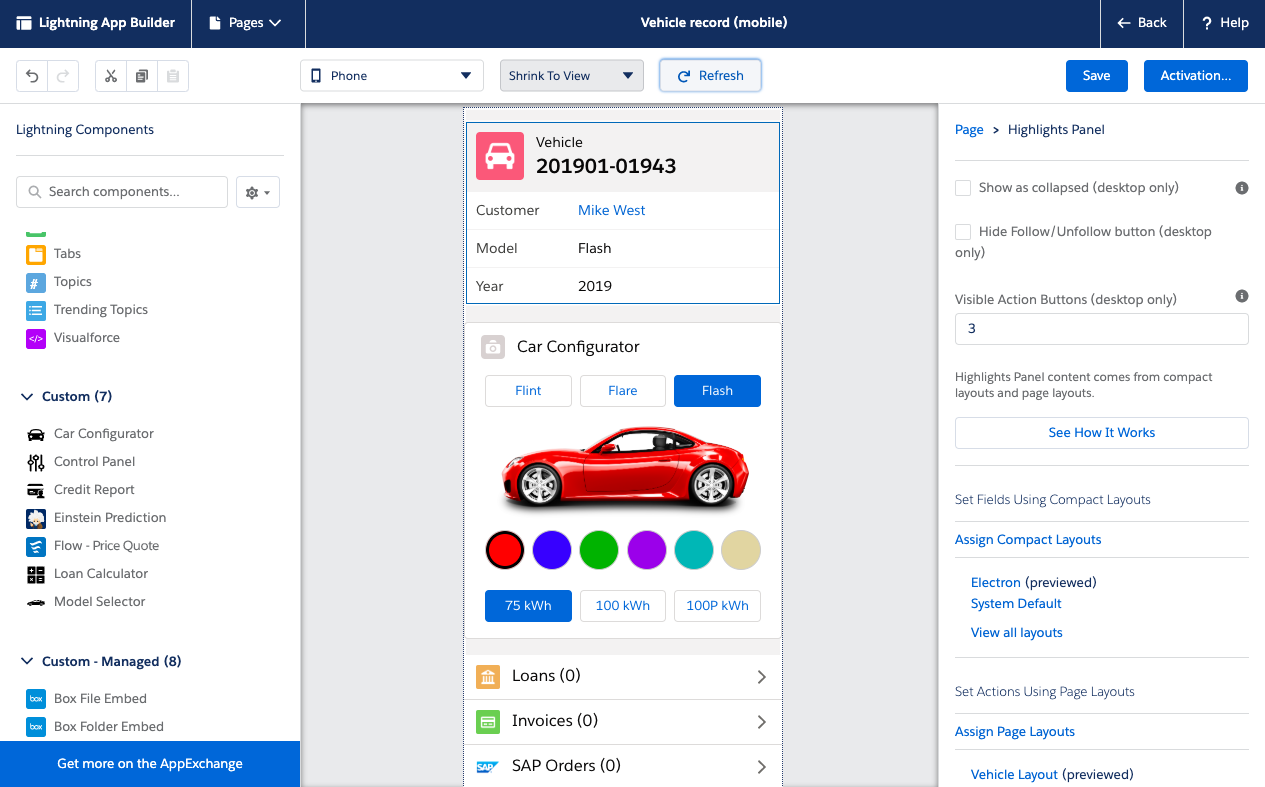 Lightning App Builder
Pages
Vehicle record (mobile)
Back
? Help
Phone
Shrink To View
Refresh
Save
Activation...
Lightning Components
Search components...
Tabs
# Topics
Trending Topics
</> Visualforce
Custom (7)
Car Configurator
Control Panel
Credit Report
Einstein Prediction
Flow - Price Quote
Loan Calculator
Model Selector
Custom - Managed (8)
box Box File Embed
box Box Folder Embed
Get more on the AppExchange
Vehicle
201901-01943
Customer Mike West
Model Flash
Year 2019
Car Configurator
Flint Flare Flash
75 kWh 100 kWh 100P kWh
Loans (0)
Invoices (0)
SAP SAP Orders (0)
Page > Highlights Panel
Show as collapsed (desktop only)
Hide Follow/Unfollow button (desktop
only)
Visible Action Buttons (desktop only)
3
Highlights Panel content comes from compact
layouts and page layouts.
See How It Works
Set Fields Using Compact Layouts
Assign Compact Layouts
Electron (previewed)
System Default
View all layouts
Set Actions Using Page Layouts
Assign Page Layouts
Vehicle Layout (previewed)